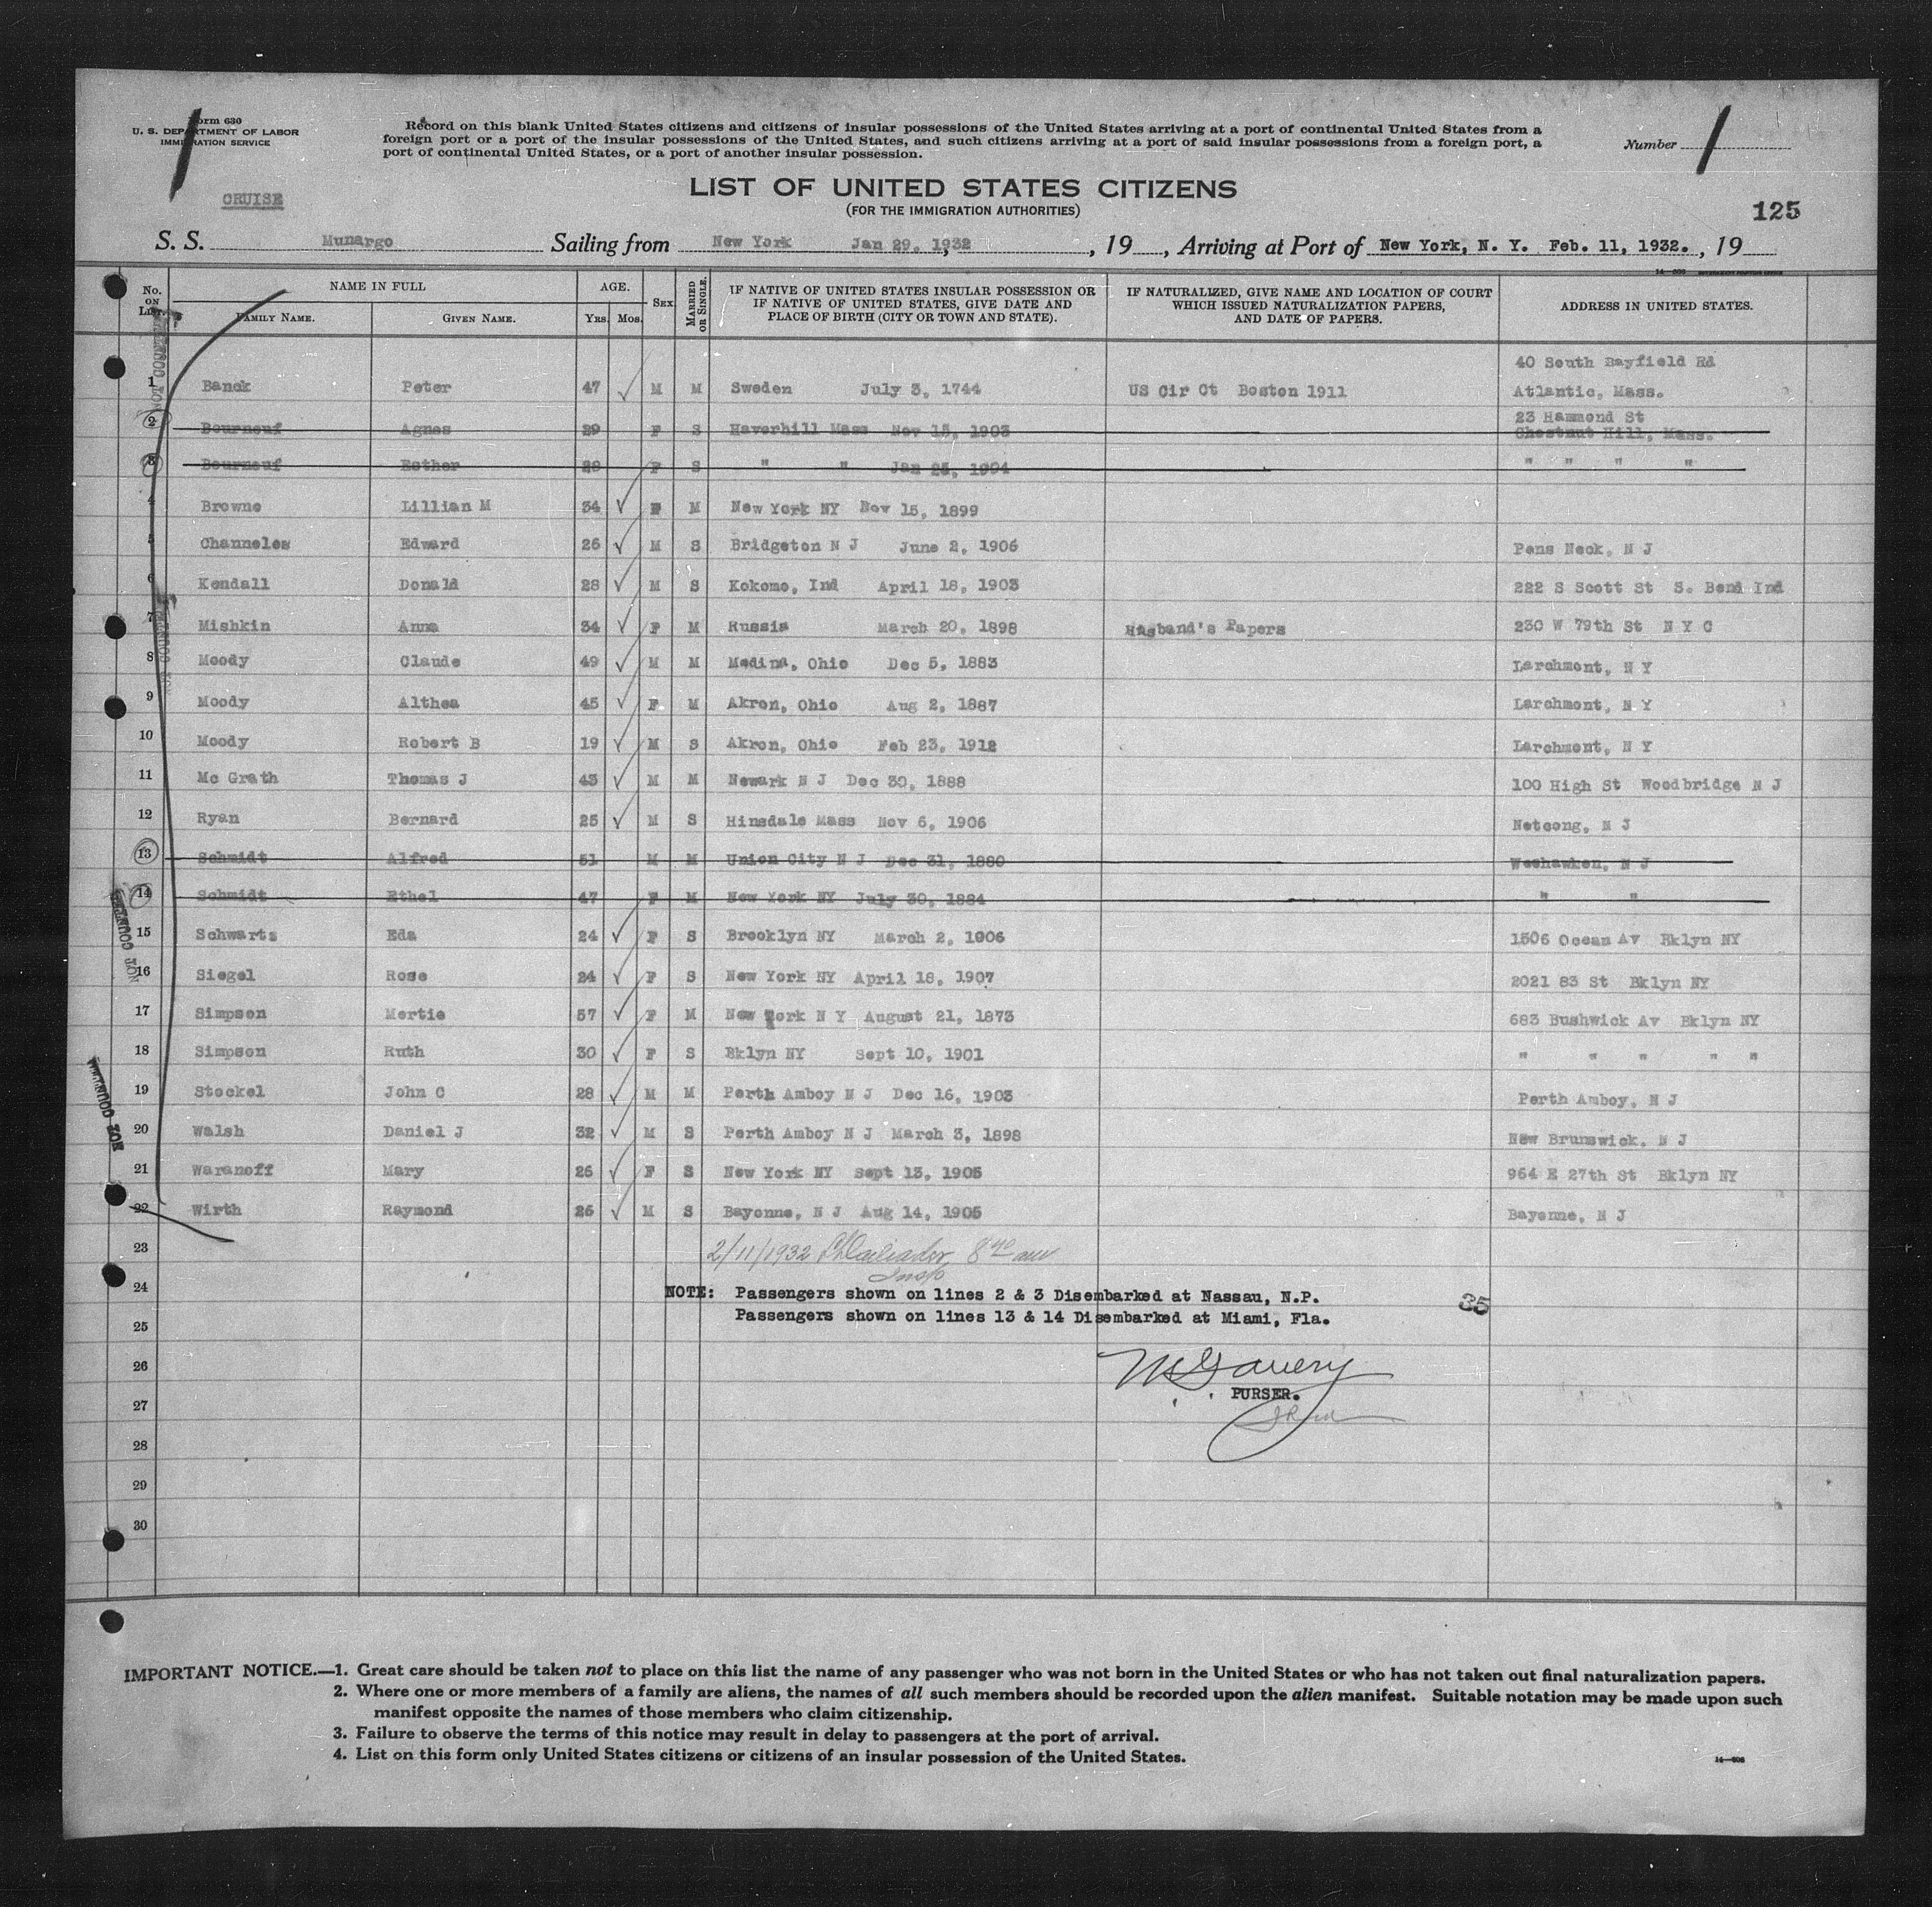 Form 630
U. S. DEPARTMENT OF LABOR
IMMIGRATION SERVICE
Record on this blank United States citizens and citizens of insular possessions of the United States arriving at a port of continental United States from a
foreign port or a port of the insular possessions of the United States, and such citizens arriving at a port of said insular possessions from a foreign port, a
port of continental United States, or a port of another insular possession.
Number 1
CRUISE
LIST OF UNITED STATES CITIZENS
(FOR THE IMMIGRATION AUTHORITIES)
125
S. S. Munargo Sailing from New York Jan 29, 1932, 19, Arriving at Port of New York, N. Y. Feb. 11, 1932., 19
No. ON LIST. NAME IN FULL AGE. SEX MARRIED OR SINGLE. IF NATIVE OF UNITED STATES INSULAR POSSESSION OR IF NATIVE OF UNITED STATES, GIVE DATE AND PLACE OF BIRTH (CITY OR TOWN AND STATE). IF NATURALIZED, GIVE NAME AND LOCATION OF COURT WHICH ISSUED NATURALIZATION PAPERS, AND DATE OF PAPERS. ADDRESS IN UNITED STATES.
FAMILY NAME. GIVEN NAME. Yrs. Mos.
40 South Bayfield Rd
1 Banck Peter 47 ✓ M M Sweden July 3, 1744 US Cir Ct Boston 1911 Atlantic, Mass.
23 Hammond St
2 Bourneuf Agnes 29 F S Haverhill Mass Nov 15, 1903 Chestnut Hill, Mass.
3 Bourneuf Esther 29 F S " " Jan 25, 1904 " " " "
4 Browne Lillian M 34 ✓ F M New York NY Nov 15, 1899
5 Channeles Edward 26 ✓ M S Bridgeton N J June 2, 1906 Pens Neck, N J
6 Kendall Donald 28 ✓ M S Kokomo, Ind April 18, 1903 222 S Scott St S. Bend Ind
7 Mishkin Anna 34 ✓ F M Russia March 20, 1898 Husband's Papers 230 W 79th St N Y C
8 Moody Claude 49 ✓ M M Medina, Ohio Dec 5, 1883 Larchmont, N Y
9 Moody Althea 45 ✓ F M Akron, Ohio Aug 2, 1887 Larchmont, N Y
10 Moody Robert B 19 ✓ M S Akron, Ohio Feb 23, 1912 Larchmont, N Y
11 Mc Grath Thomas J 43 ✓ M M Newark N J Dec 30, 1888 100 High St Woodbridge N J
12 Ryan Bernard 25 ✓ M S Hinsdale Mass Nov 6, 1906 Netcong, N J
13 Schmidt Alfred 51 M M Union City N J Dec 31, 1880 Weehawken, N J
14 Schmidt Ethel 47 F M New York NY July 30, 1884 " "
15 Schwarts Eda 24 ✓ F S Brooklyn NY March 2, 1906 1506 Ocean Av Bklyn NY
16 Siegel Rose 24 ✓ F S New York NY April 18, 1907 2021 83 St Bklyn NY
17 Simpson Mertie 57 ✓ F M New York N Y August 21, 1873 683 Bushwick Av Bklyn NY
18 Simpson Ruth 30 ✓ F S Bklyn NY Sept 10, 1901 " " " " "
19 Stockel John C 28 ✓ M M Perth Amboy N J Dec 16, 1903 Perth Amboy, N J
20 Walsh Daniel J 32 ✓ M S Perth Amboy N J March 3, 1898 New Brunswick, N J
21 Waranoff Mary 26 ✓ F S New York NY Sept 13, 1905 964 E 27th St Bklyn NY
22 Wirth Raymond 26 ✓ M S Bayonne, N J Aug 14, 1905 Bayonne, N J
23 2/11/1932 8 40 am
Insp
24 NOTE: Passengers shown on lines 2 & 3 Disembarked at Nassau, N.P. 35
25 Passengers shown on lines 13 & 14 Disembarked at Miami, Fla.
26
PURSER.
27
28
29
30
NOT COUNTED
NOT COUNTED
NOT COUNTED
NOT COUNTED
IMPORTANT NOTICE.—1. Great care should be taken not to place on this list the name of any passenger who was not born in the United States or who has not taken out final naturalization papers.
2. Where one or more members of a family are aliens, the names of all such members should be recorded upon the alien manifest. Suitable notation may be made upon such
manifest opposite the names of those members who claim citizenship.
3. Failure to observe the terms of this notice may result in delay to passengers at the port of arrival.
4. List on this form only United States citizens or citizens of an insular possession of the United States.